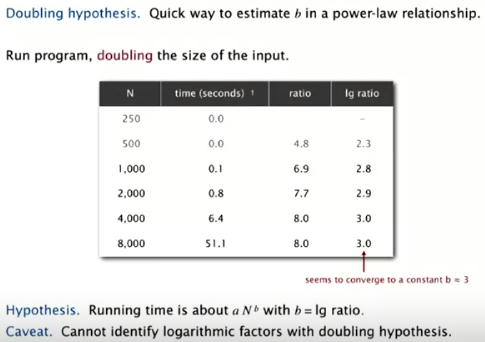 Doubling hypothesis. Quick way to estimate b in a power-law relationship.
Run program, doubling the size of the input.
N time (seconds) † ratio lg ratio
250 0.0 –
500 0.0 4.8 2.3
1,000 0.1 6.9 2.8
2,000 0.8 7.7 2.9
4,000 6.4 8.0 3.0
8,000 51.1 8.0 3.0
seems to converge to a constant b ≈ 3
Hypothesis. Running time is about a N^b with b = lg ratio.
Caveat. Cannot identify logarithmic factors with doubling hypothesis.